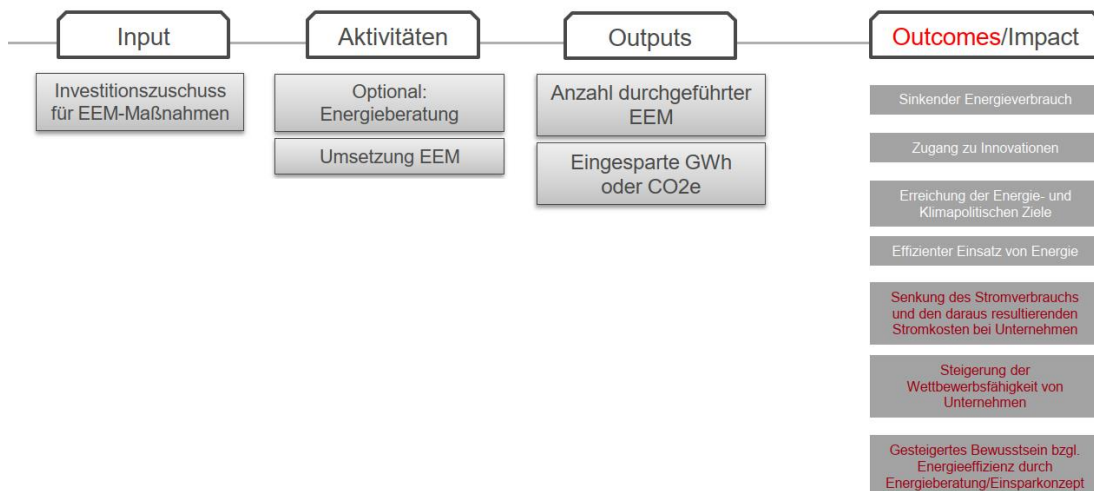 Input
Aktivitäten
Outputs
Outcomes/Impact
Investitionszuschuss
für EEM-Maßnahmen
Optional:
Energieberatung
Umsetzung EEM
Anzahl durchgeführter
EEM
Eingesparte GWh
oder CO2e
Sinkender Energieverbrauch
Zugang zu Innovationen
Erreichung der Energie- und
Klimapolitischen Ziele
Effizienter Einsatz von Energie
Senkung des Stromverbrauchs
und den daraus resultierenden
Stromkosten bei Unternehmen
Steigerung der
Wettbewerbsfähigkeit von
Unternehmen
Gesteigertes Bewusstsein bzgl.
Energieeffizienz durch
Energieberatung/Einsparkonzept